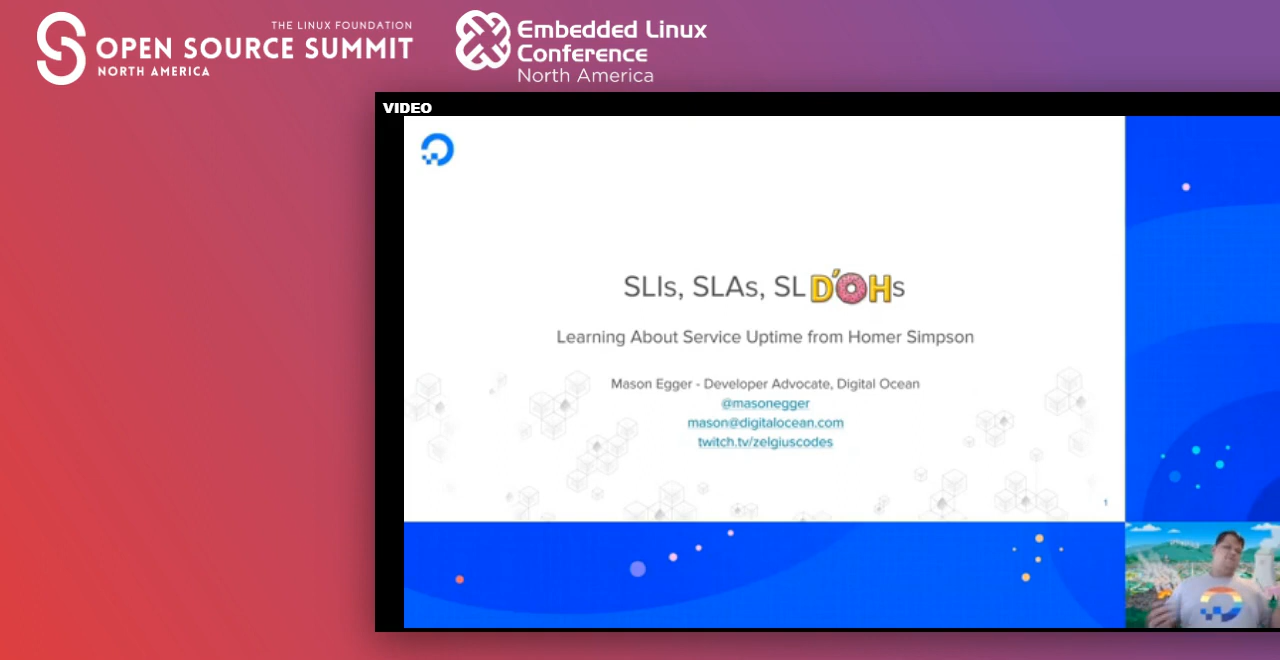 THE LINUX FOUNDATION
OPEN SOURCE SUMMIT
NORTH AMERICA
Embedded Linux
Conference
North America
VIDEO
SLIs, SLAs, SLD'OHs
Learning About Service Uptime from Homer Simpson
Mason Egger - Developer Advocate, Digital Ocean
@masonegger
mason@digitalocean.com
twitch.tv/zelgiuscodes
1